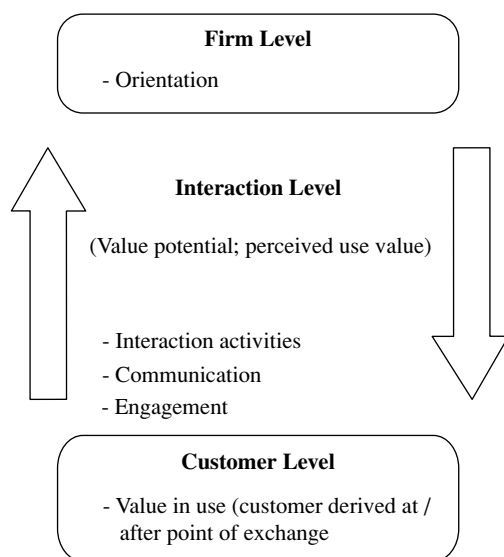 Firm Level
- Orientation
Interaction Level
(Value potential; perceived use value)
- Interaction activities
- Communication
- Engagement
Customer Level
- Value in use (customer derived at /
after point of exchange